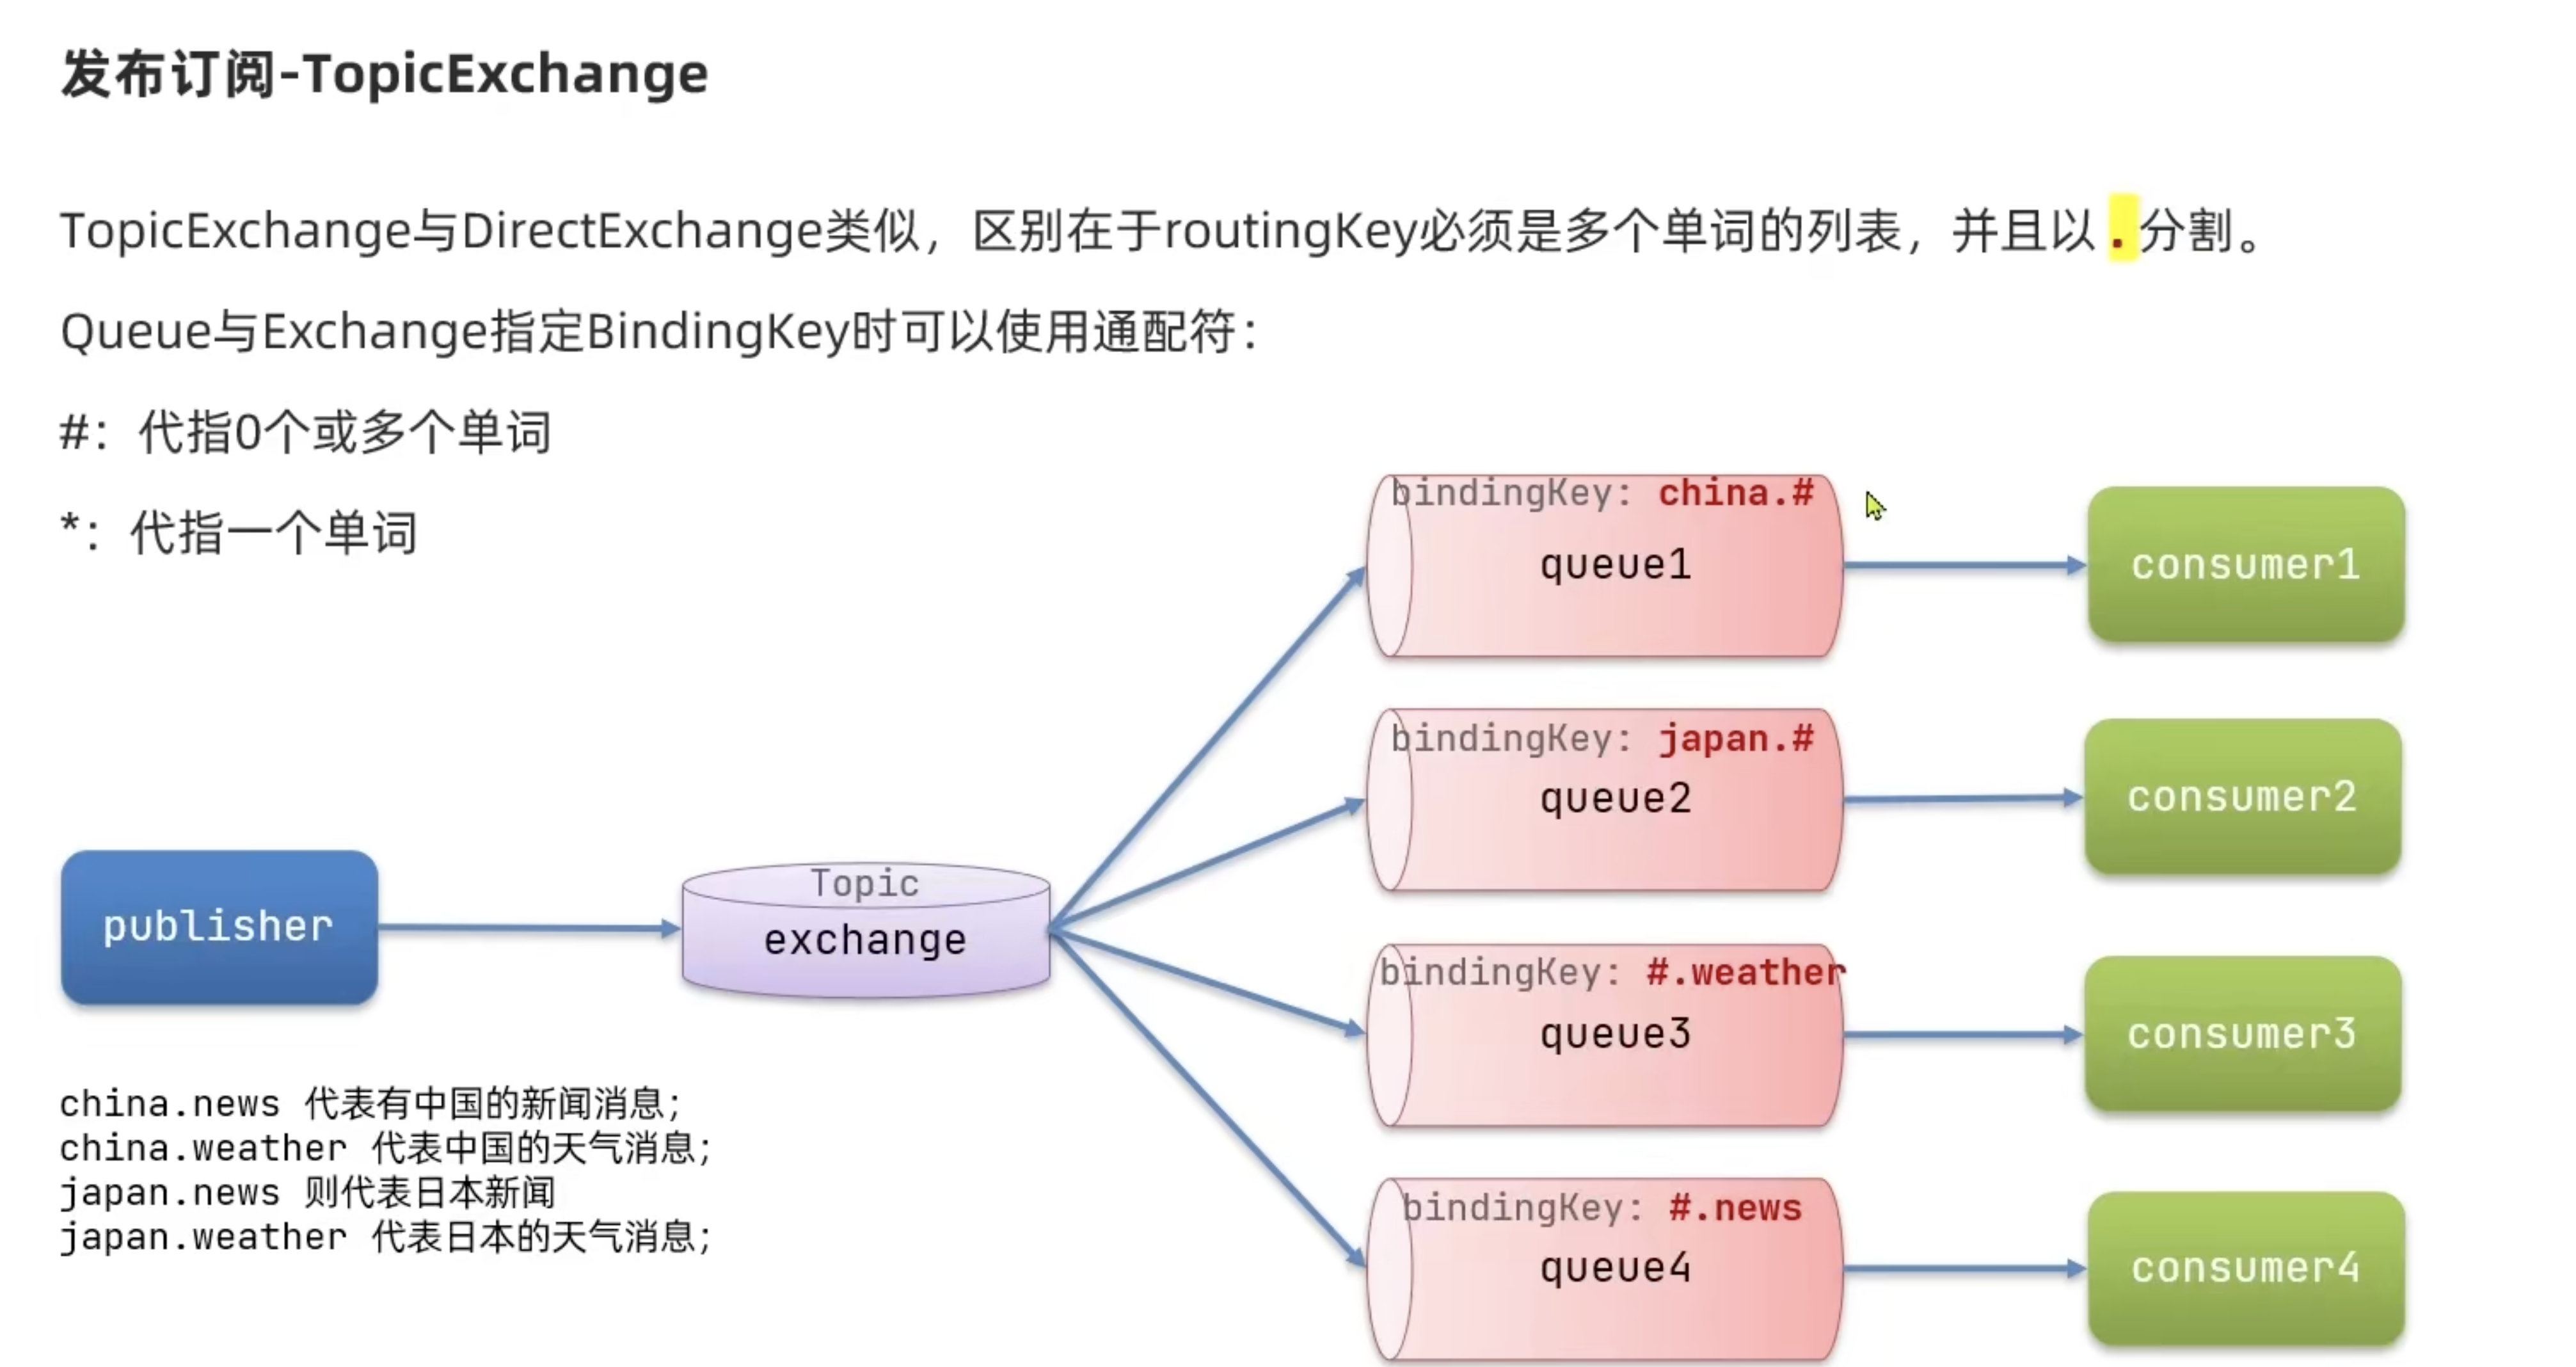 发布订阅-TopicExchange
TopicExchange与DirectExchange类似，区别在于routingKey必须是多个单词的列表，并且以 . 分割。
Queue与Exchange指定BindingKey时可以使用通配符：
#：代指0个或多个单词
*：代指一个单词
bindingKey: china.#
queue1
consumer1
bindingKey: japan.#
queue2
consumer2
publisher
Topic
exchange
bindingKey: #.weather
queue3
consumer3
china.news 代表有中国的新闻消息；
china.weather 代表中国的天气消息；
japan.news 则代表日本新闻
japan.weather 代表日本的天气消息；
bindingKey: #.news
queue4
consumer4